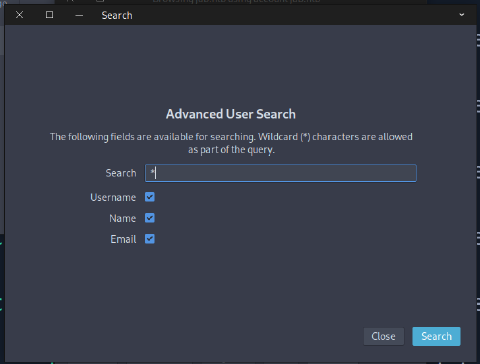 Search
Advanced User Search
The following fields are available for searching. Wildcard (*) characters are allowed
as part of the query.
Search *
Username
Name
Email
Close Search